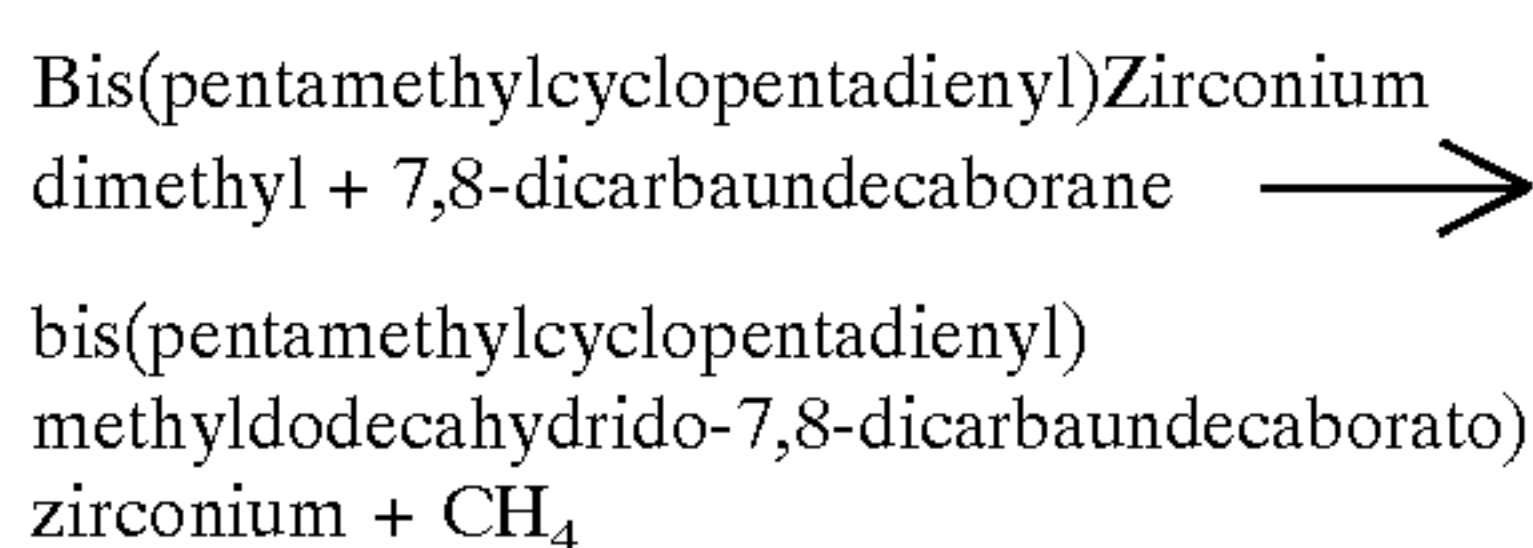 Bis(pentamethylcyclopentadienyl)Zirconium
dimethyl + 7,8-dicarbaundecaborane ⟶
bis(pentamethylcyclopentadienyl)
methyldodecahydrido-7,8-dicarbaundecaborato)
zirconium + CH₄